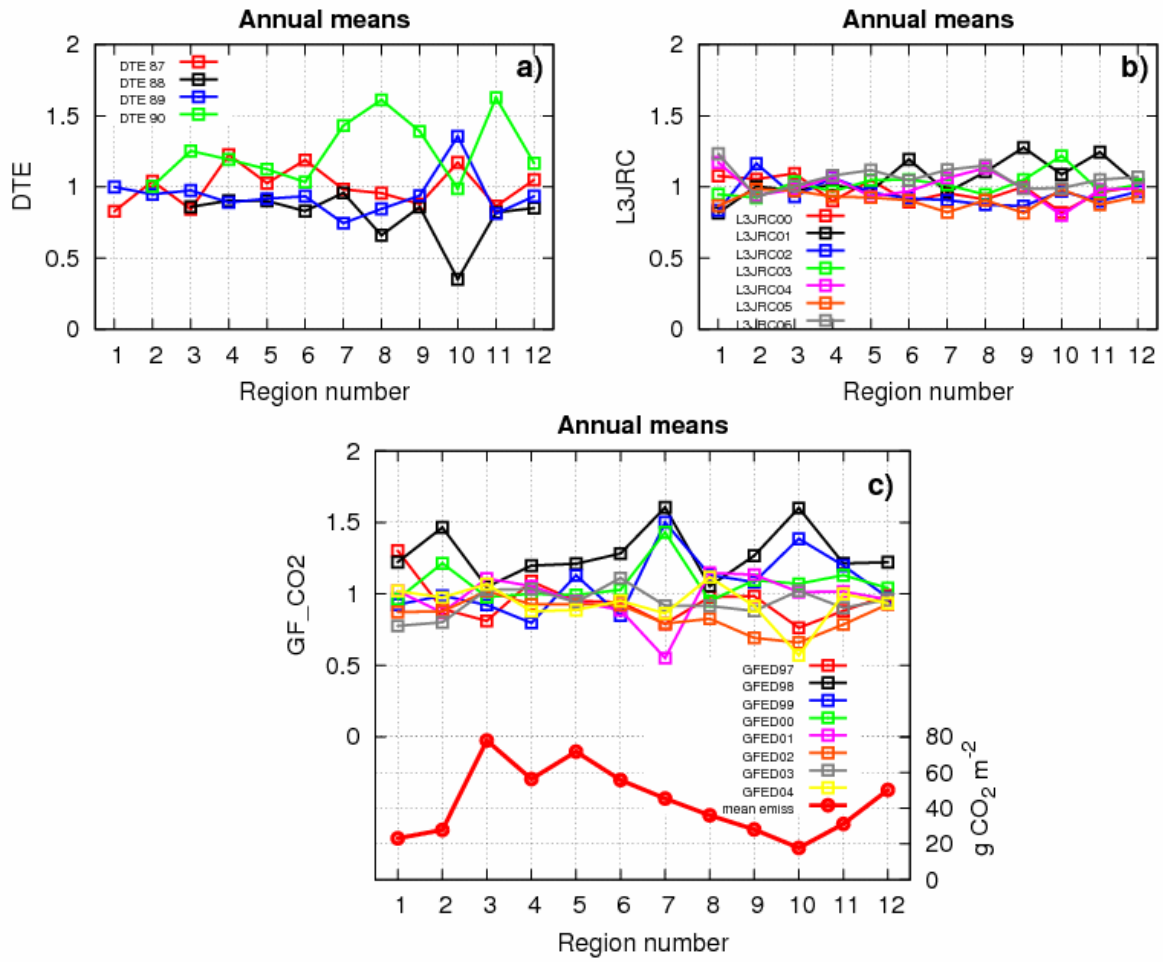 Annual means
2
1.5
1
0.5
0
DTE
DTE 87
DTE 88
DTE 89
DTE 90
a)
1 2 3 4 5 6 7 8 9 10 11 12
Region number
Annual means
2
1.5
1
0.5
0
L3JRC
b)
L3JRC00
L3JRC01
L3JRC02
L3JRC03
L3JRC04
L3JRC05
L3JRC06
1 2 3 4 5 6 7 8 9 10 11 12
Region number
Annual means
2
1.5
1
0.5
0
GF_CO2
c)
GFED97
GFED98
GFED99
GFED00
GFED01
GFED02
GFED03
GFED04
mean emiss
80
60
40
20
0
g CO₂ m⁻²
1 2 3 4 5 6 7 8 9 10 11 12
Region number